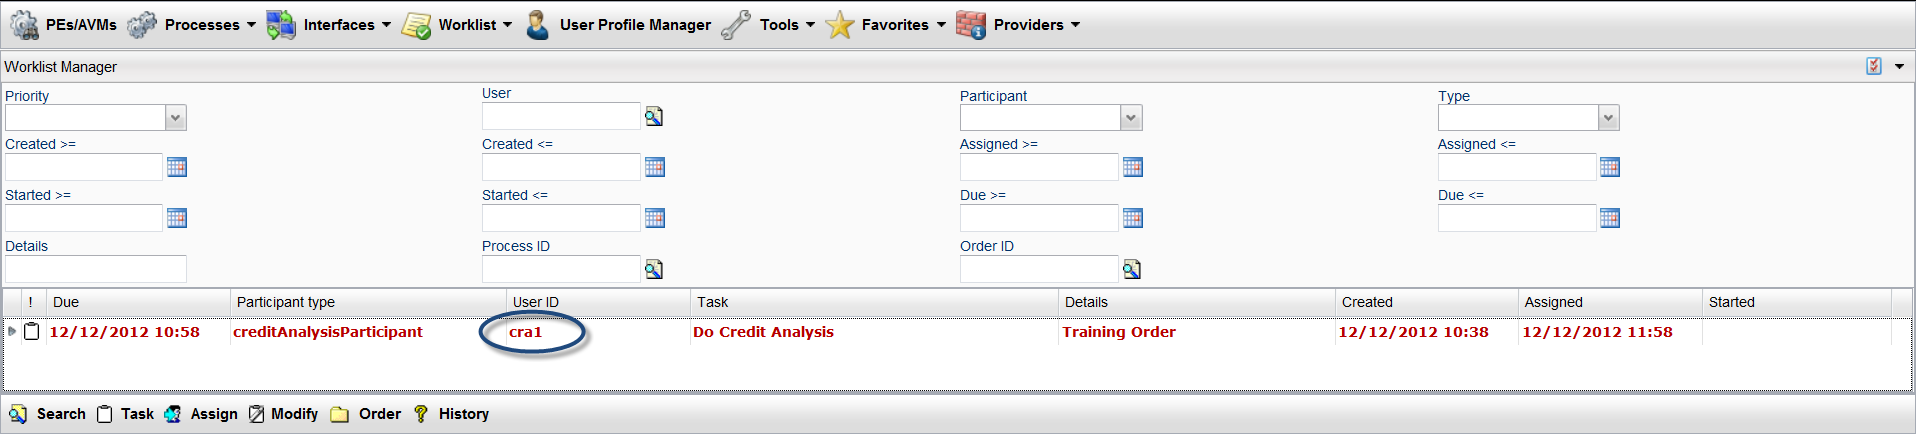 PEs/AVMs Processes Interfaces Worklist User Profile Manager Tools Favorites Providers
Worklist Manager
Priority User Participant Type
Created >= Created <= Assigned >= Assigned <=
Started >= Started <= Due >= Due <=
Details Process ID Order ID
! Due Participant type User ID Task Details Created Assigned Started
12/12/2012 10:58 creditAnalysisParticipant cra1 Do Credit Analysis Training Order 12/12/2012 10:38 12/12/2012 11:58
Search Task Assign Modify Order History